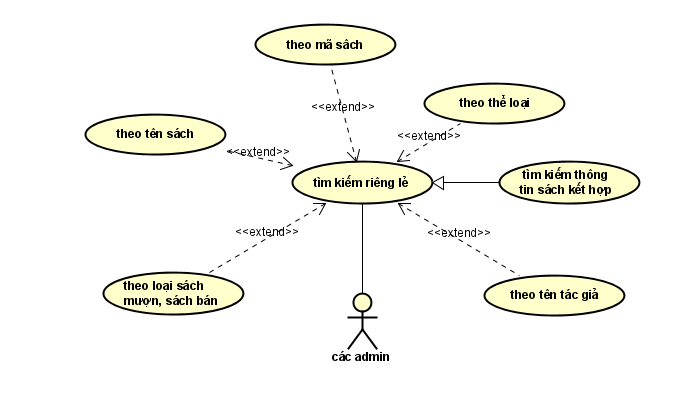 theo mã sách
<<extend>>
theo thể loại
<<extend>>
theo tên sách
<<extend>>
tìm kiếm riêng lẻ
tìm kiếm thông
tin sách kết hợp
<<extend>>
<<extend>>
theo loại sách
mượn, sách bán
theo tên tác giả
các admin